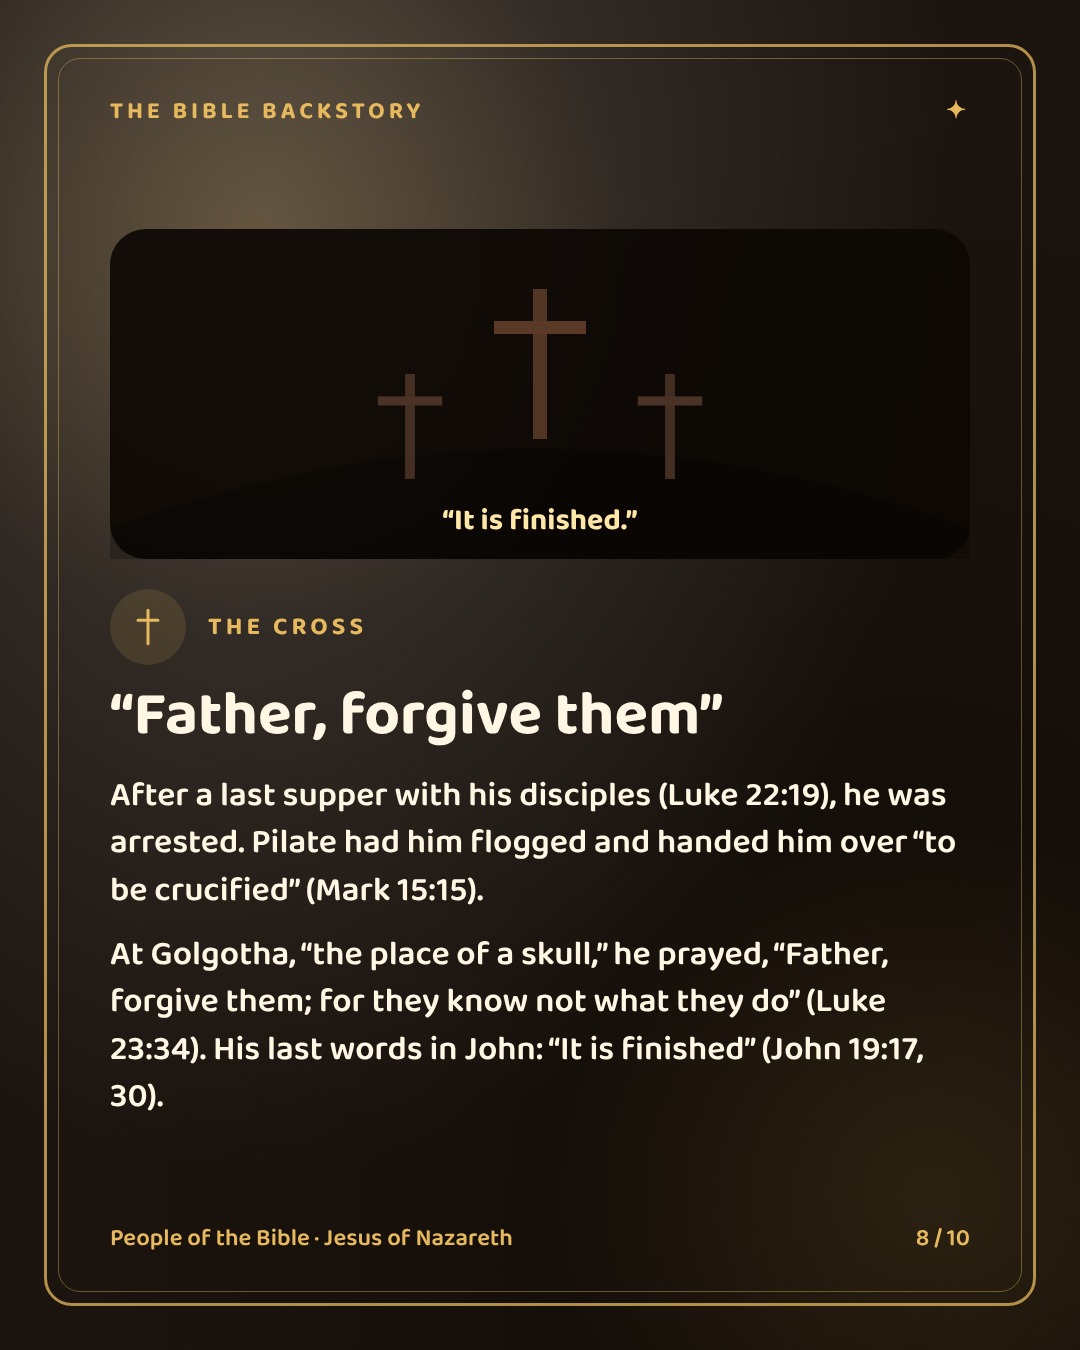 THE BIBLE BACKSTORY
“It is finished.”
THE CROSS
“Father, forgive them”
After a last supper with his disciples (Luke 22:19), he was
arrested. Pilate had him flogged and handed him over “to
be crucified” (Mark 15:15).
At Golgotha, “the place of a skull,” he prayed, “Father,
forgive them; for they know not what they do” (Luke
23:34). His last words in John: “It is finished” (John 19:17,
30).
People of the Bible · Jesus of Nazareth
8 / 10